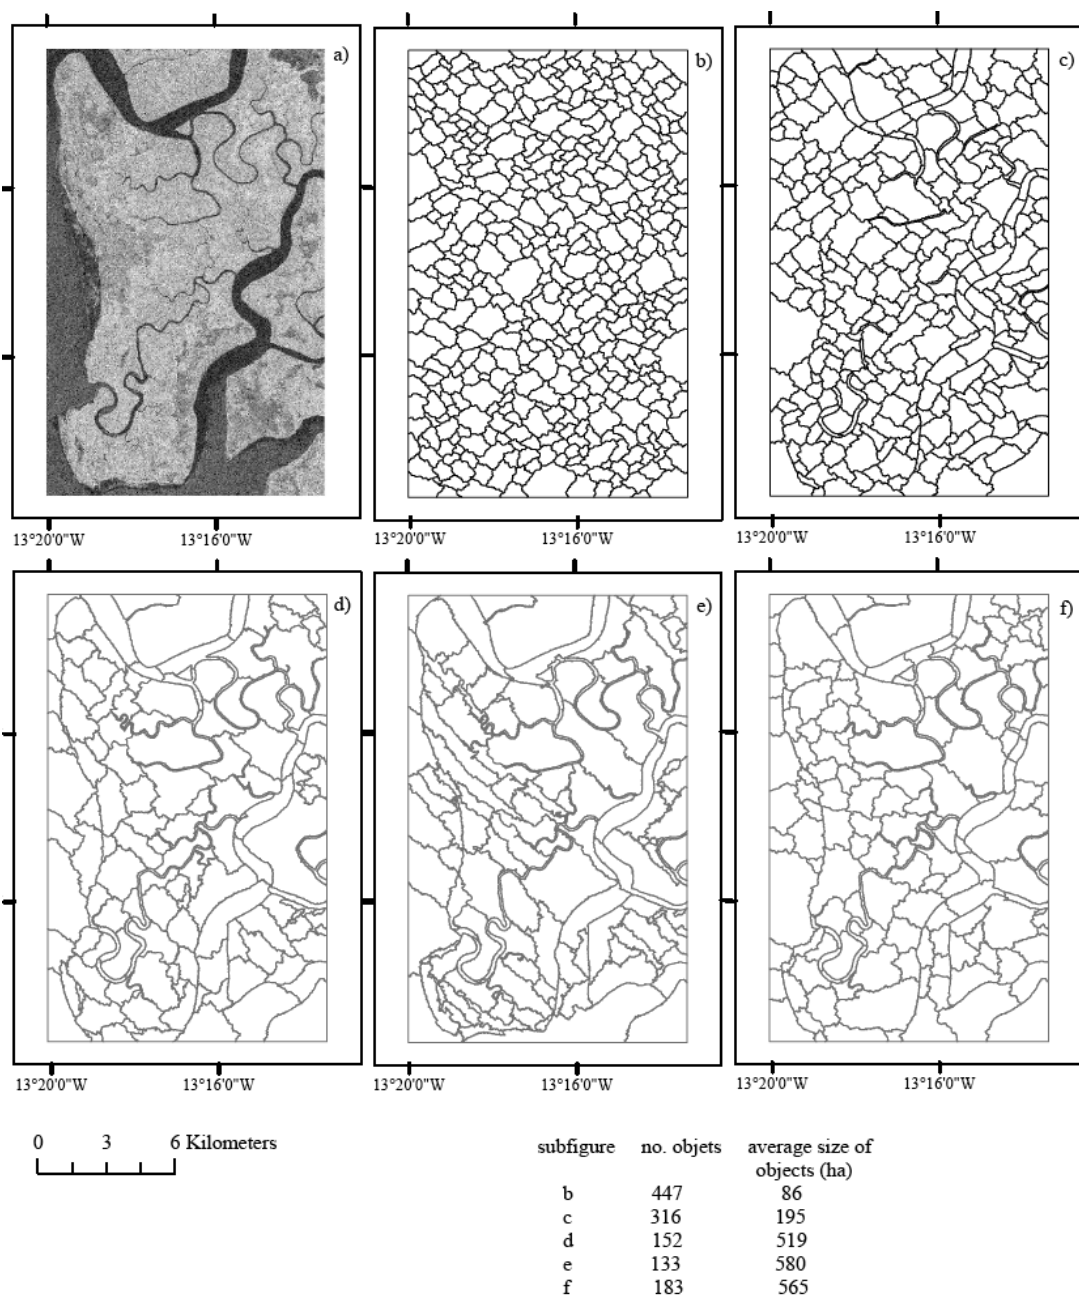 a)
b)
c)
13°20'0"W
13°16'0"W
13°20'0"W
13°16'0"W
13°20'0"W
13°16'0"W
d)
e)
f)
13°20'0"W
13°16'0"W
13°20'0"W
13°16'0"W
13°20'0"W
13°16'0"W
0 3 6 Kilometers
subfigure no. objets average size of
objects (ha)
b 447 86
c 316 195
d 152 519
e 133 580
f 183 565